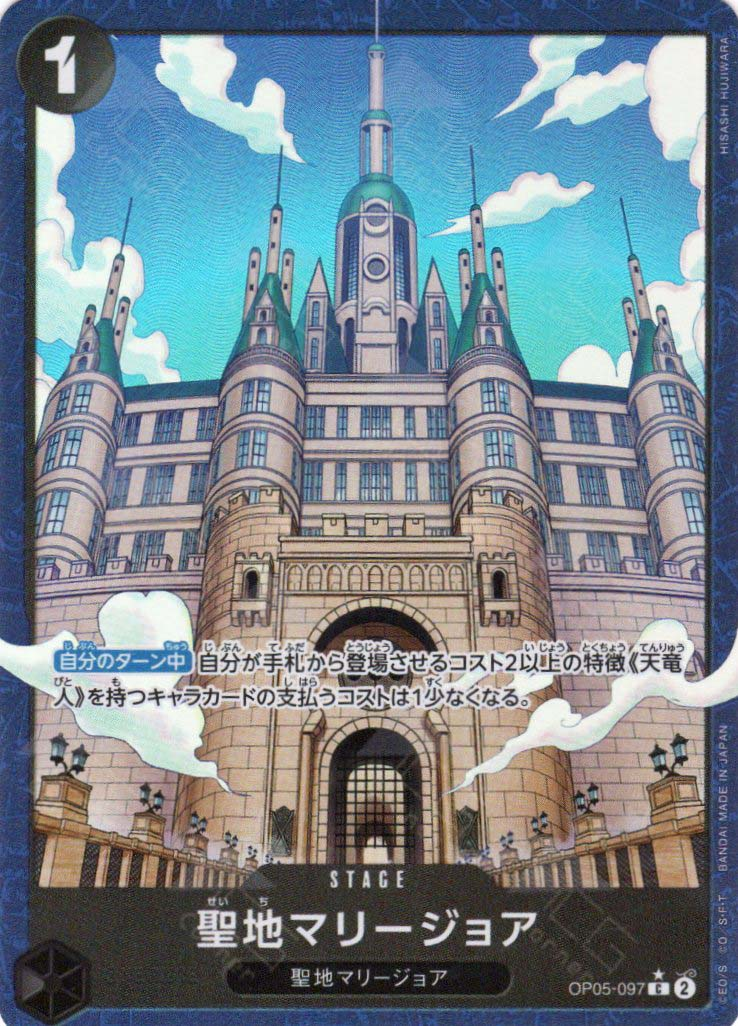 1
HISASHI HUJIWARA
自分のターン中 自分が手札から登場させるコスト2以上の特徴《天竜
人》を持つキャラカードの支払うコストは1少なくなる。
BANDAI MADE IN JAPAN
©ED/S ©O, S・F・T
STAGE
せいち
聖地マリージョア
聖地マリージョア
OP05-097 C 2